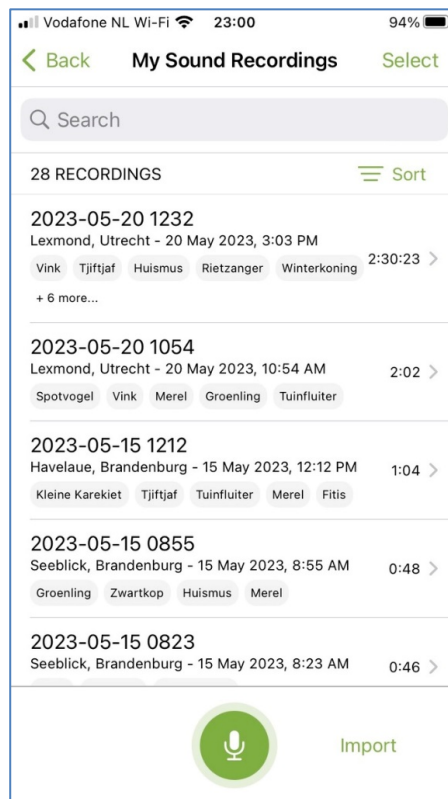 Vodafone NL Wi-Fi 23:00 94%
Back My Sound Recordings Select
Search
28 RECORDINGS Sort
2023-05-20 1232
Lexmond, Utrecht - 20 May 2023, 3:03 PM
2:30:23
Vink Tjiftjaf Huismus Rietzanger Winterkoning
+ 6 more...
2023-05-20 1054
Lexmond, Utrecht - 20 May 2023, 10:54 AM
2:02
Spotvogel Vink Merel Groenling Tuinfluiter
2023-05-15 1212
Havelaue, Brandenburg - 15 May 2023, 12:12 PM
1:04
Kleine Karekiet Tjiftjaf Tuinfluiter Merel Fitis
2023-05-15 0855
Seeblick, Brandenburg - 15 May 2023, 8:55 AM
0:48
Groenling Zwartkop Huismus Merel
2023-05-15 0823
Seeblick, Brandenburg - 15 May 2023, 8:23 AM
0:46
Import